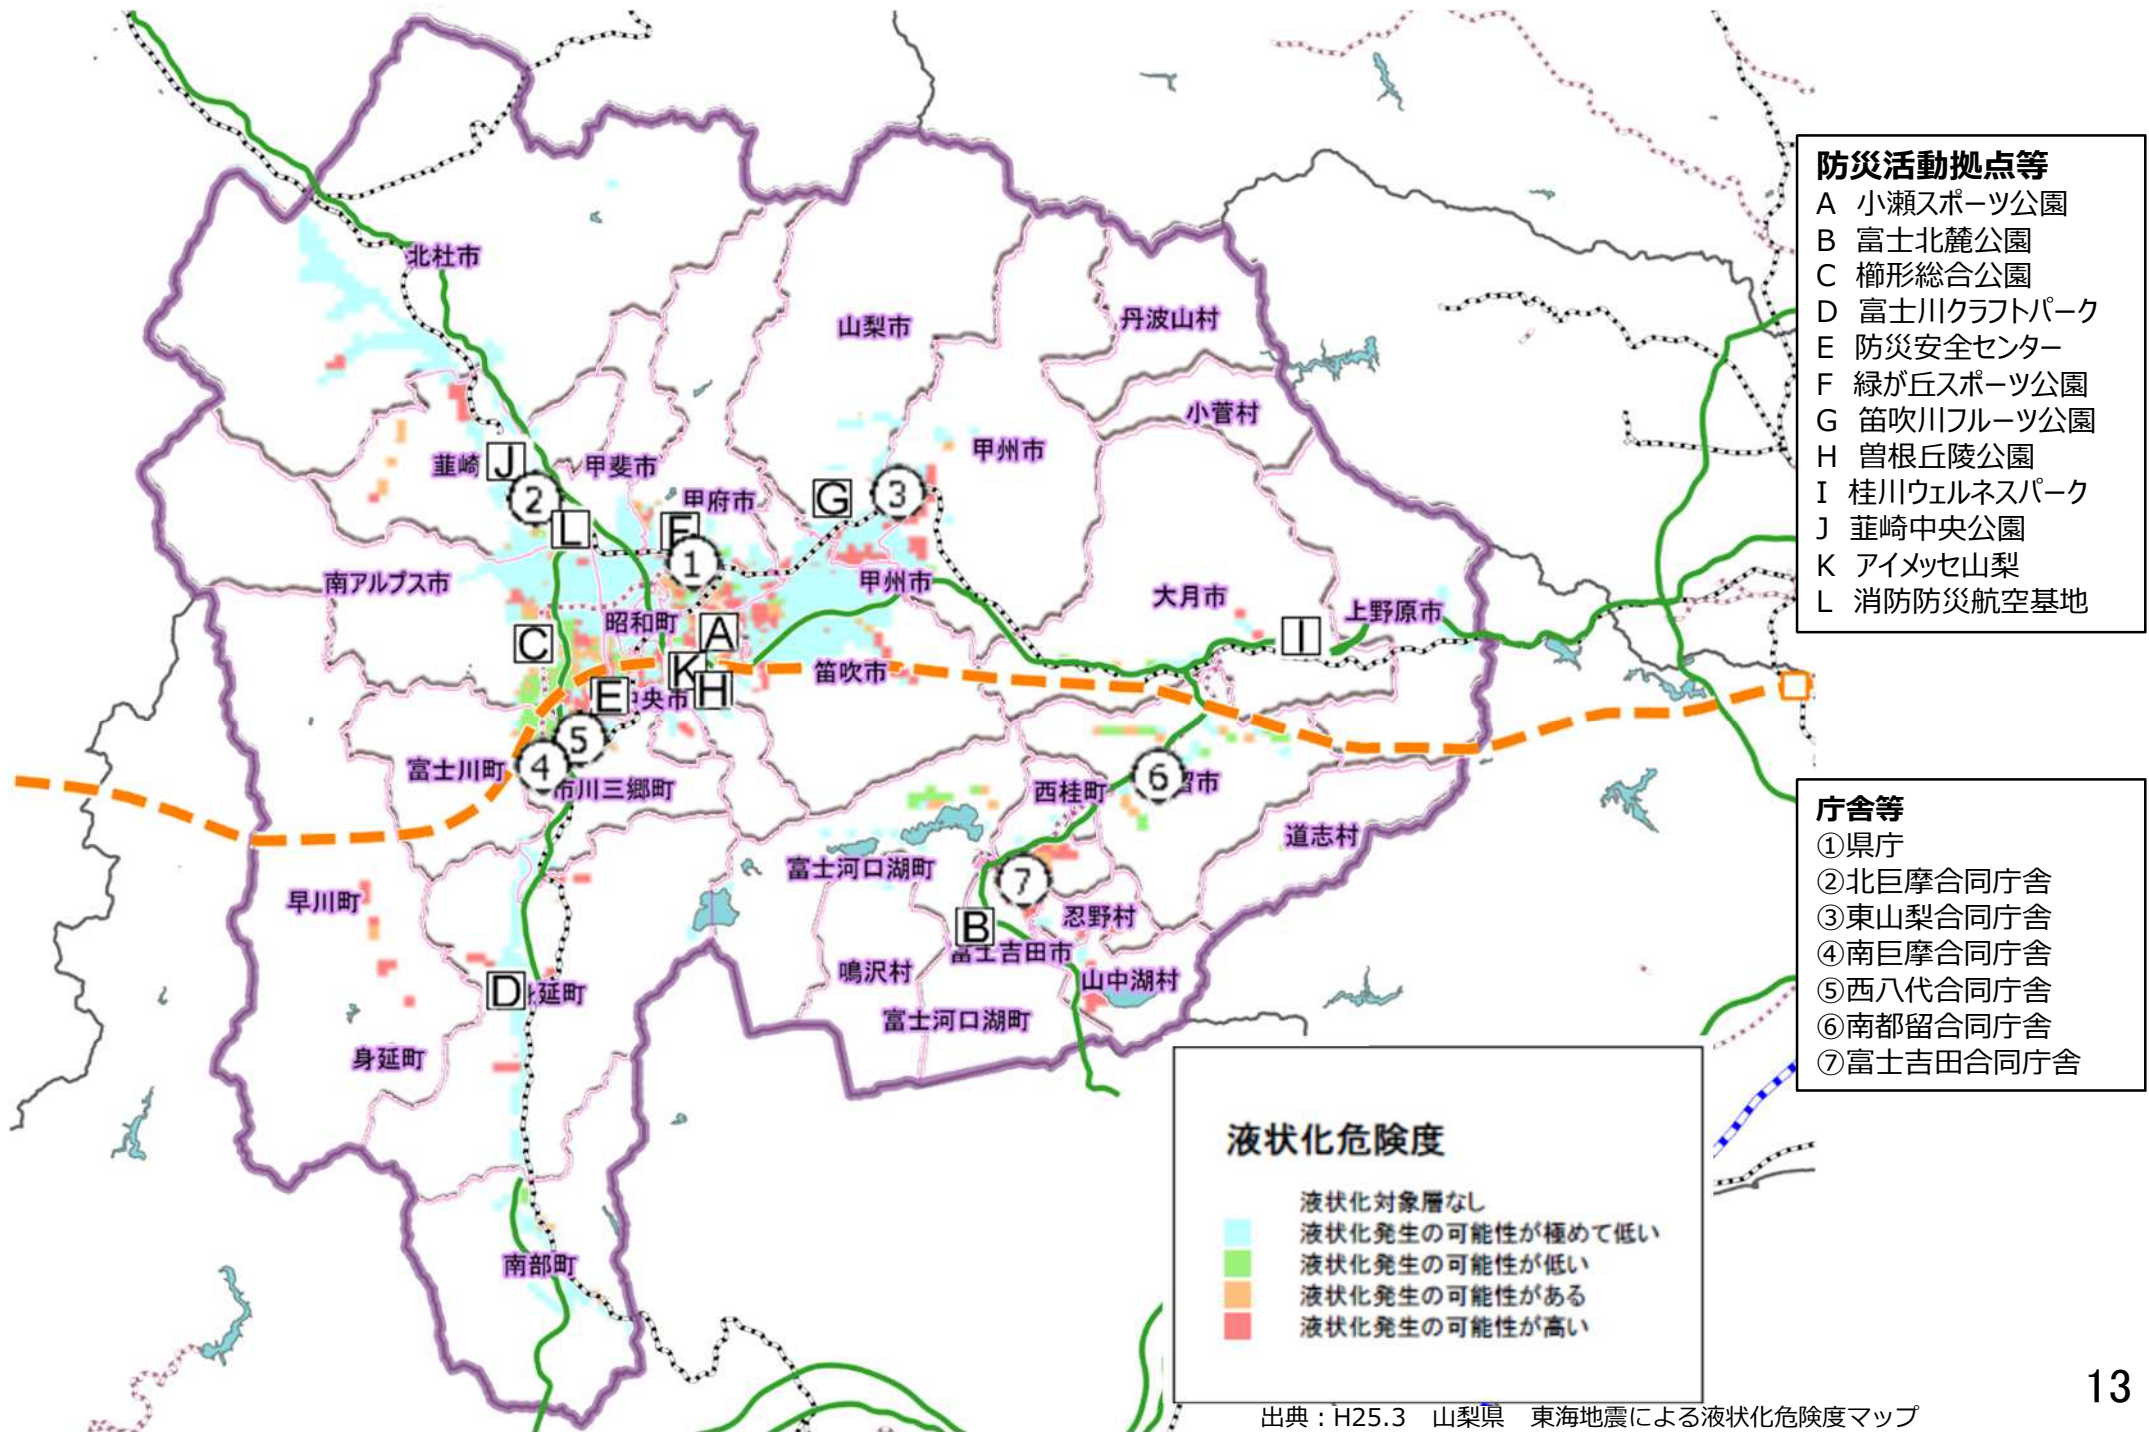 北杜市
山梨市
丹波山村
小菅村
甲州市
韮崎
J
甲斐市
2
甲府市
G
3
L
F
1
南アルプス市
甲州市
大月市
上野原市
昭和町
A
I
C
K
笛吹市
E
中央市
H
5
富士川町
4
市川三郷町
西桂町
6
留市
道志村
富士河口湖町
7
早川町
B
忍野村
富士吉田市
鳴沢村
山中湖村
D
延町
富士河口湖町
身延町
南部町
防災活動拠点等
A 小瀬スポーツ公園
B 富士北麓公園
C 櫛形総合公園
D 富士川クラフトパーク
E 防災安全センター
F 緑が丘スポーツ公園
G 笛吹川フルーツ公園
H 曽根丘陵公園
I 桂川ウェルネスパーク
J 韮崎中央公園
K アイメッセ山梨
L 消防防災航空基地
庁舎等
①県庁
②北巨摩合同庁舎
③東山梨合同庁舎
④南巨摩合同庁舎
⑤西八代合同庁舎
⑥南都留合同庁舎
⑦富士吉田合同庁舎
液状化危険度
液状化対象層なし
液状化発生の可能性が極めて低い
液状化発生の可能性が低い
液状化発生の可能性がある
液状化発生の可能性が高い
出典：H25.3 山梨県 東海地震による液状化危険度マップ
13